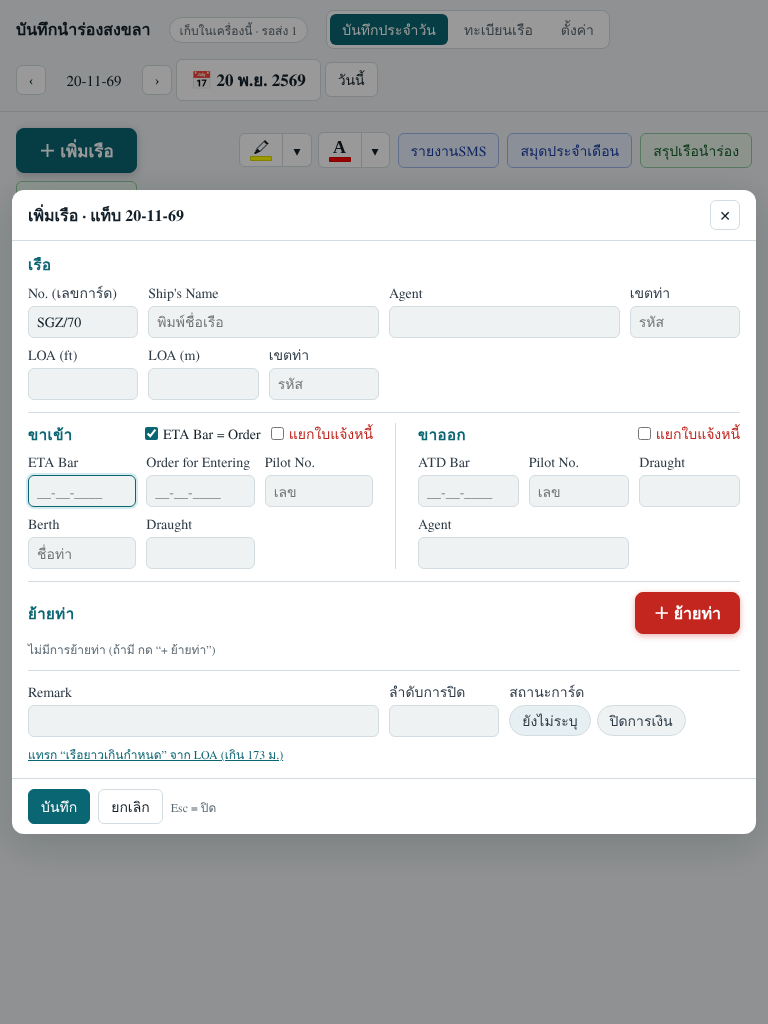 บันทึกนำร่องสงขลา
เก็บในเครื่องนี้ · รอส่ง 1
บันทึกประจำวัน
ทะเบียนเรือ
ตั้งค่า
‹
20-11-69
›
📅 20 พ.ย. 2569
วันนี้
+ เพิ่มเรือ
🖍 ▼
A ▼
รายงานSMS
สมุดประจำเดือน
สรุปเรือนำร่อง
เพิ่มเรือ · แท็บ 20-11-69
✕
เรือ
No. (เลขการ์ด)
Ship's Name
Agent
เขตท่า
SGZ/70
พิมพ์ชื่อเรือ
รหัส
LOA (ft)
LOA (m)
เขตท่า
รหัส
ขาเข้า
ETA Bar = Order
แยกใบแจ้งหนี้
ETA Bar
Order for Entering
Pilot No.
__-__-____
__-__-____
เลข
Berth
Draught
ชื่อท่า
ขาออก
แยกใบแจ้งหนี้
ATD Bar
Pilot No.
Draught
__-__-____
เลข
Agent
ย้ายท่า
+ ย้ายท่า
ไม่มีการย้ายท่า (ถ้ามี กด “+ ย้ายท่า”)
Remark
ลำดับการปิด
สถานะการ์ด
ยังไม่ระบุ
ปิดการเงิน
แทรก “เรือยาวเกินกำหนด” จาก LOA (เกิน 173 ม.)
บันทึก
ยกเลิก
Esc = ปิด